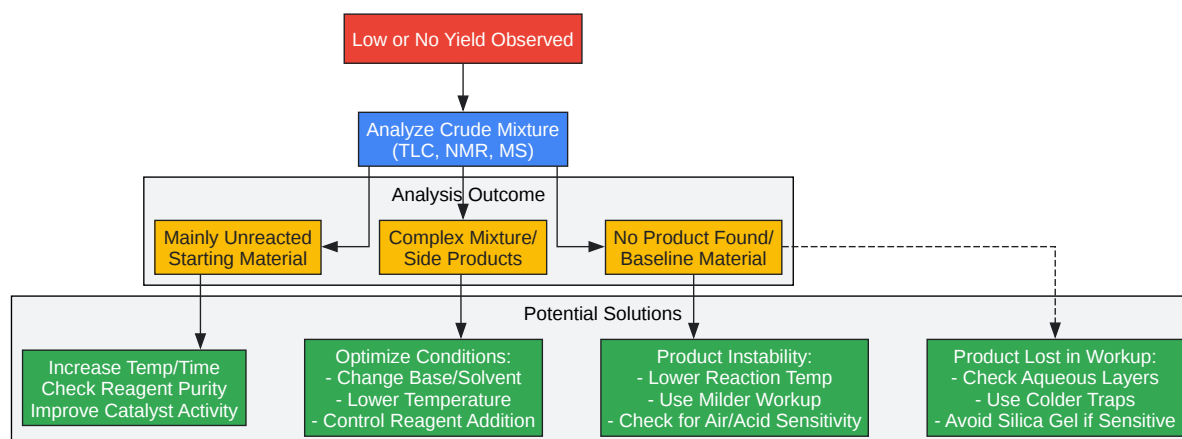 Low or No Yield Observed
Analyze Crude Mixture
(TLC, NMR, MS)
Analysis Outcome
Mainly Unreacted
Starting Material
Complex Mixture/
Side Products
No Product Found/
Baseline Material
Potential Solutions
Increase Temp/Time
Check Reagent Purity
Improve Catalyst Activity
Optimize Conditions:
- Change Base/Solvent
- Lower Temperature
- Control Reagent Addition
Product Instability:
- Lower Reaction Temp
- Use Milder Workup
- Check for Air/Acid Sensitivity
Product Lost in Workup:
- Check Aqueous Layers
- Use Colder Traps
- Avoid Silica Gel if Sensitive